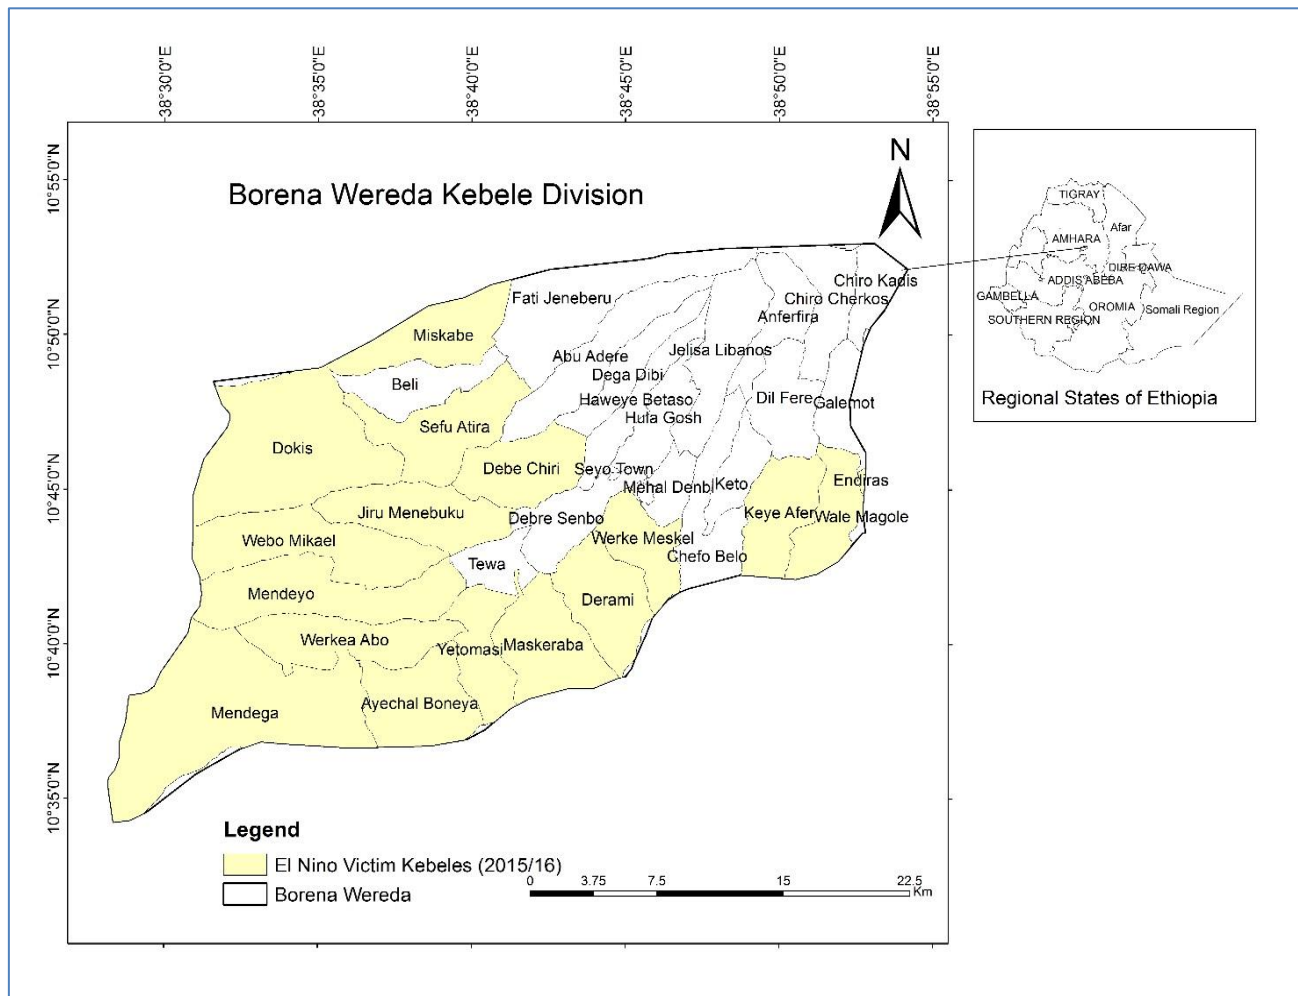 38°30'0"E
38°35'0"E
38°40'0"E
38°45'0"E
38°50'0"E
38°55'0"E
10°55'0"N
10°50'0"N
10°45'0"N
10°40'0"N
10°35'0"N
Borena Wereda Kebele Division
N
Chiro Kadis
Fati Jeneberu
Chiro Cherkos
Anferfira
Miskabe
Abu Adere
Jelisa Libanos
Dega Dibi
Beli
Haweye Betaso
Dil Fere
Galemot
Hula Gosh
Sefu Atira
Dokis
Debe Chiri
Seyo Town
Endiras
Mehal Denbi
Keto
Jiru Menebuku
Debre Senbo
Keye Afer
Wale Magole
Webo Mikael
Werke Meskel
Chefo Belo
Tewa
Mendeyo
Derami
Werkea Abo
Yetomasi
Maskeraba
Mendega
Ayechal Boneya
Legend
El Nino Victim Kebeles (2015/16)
Borena Wereda
0 3.75 7.5 15 22.5
Km
TIGRAY
Afar
AMHARA
DIRE DAWA
ADDIS ABEBA
GAMBELLA
OROMIA
Somali Region
SOUTHERN REGION
Regional States of Ethiopia